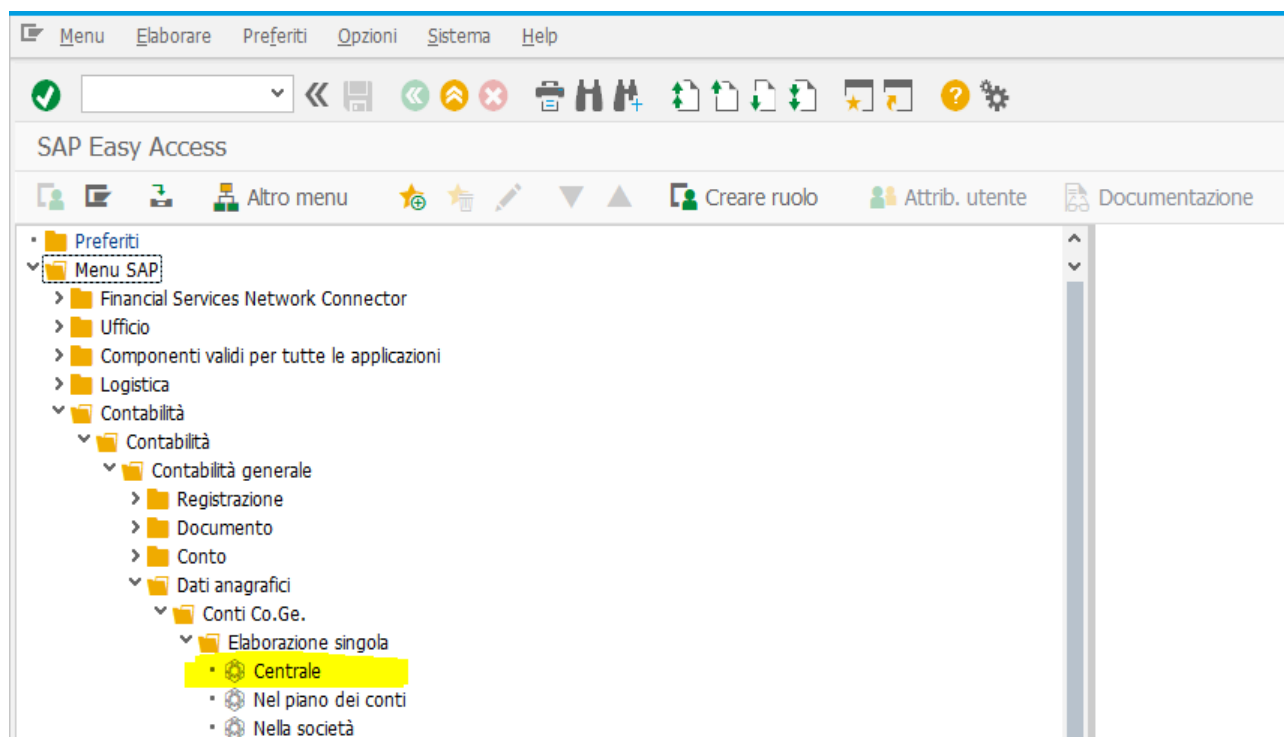 Menu Elaborare Preferiti Opzioni Sistema Help
SAP Easy Access
Altro menu Creare ruolo Attrib. utente Documentazione
Preferiti
Menu SAP
Financial Services Network Connector
Ufficio
Componenti validi per tutte le applicazioni
Logistica
Contabilità
Contabilità
Contabilità generale
Registrazione
Documento
Conto
Dati anagrafici
Conti Co.Ge.
Elaborazione singola
Centrale
Nel piano dei conti
Nella società